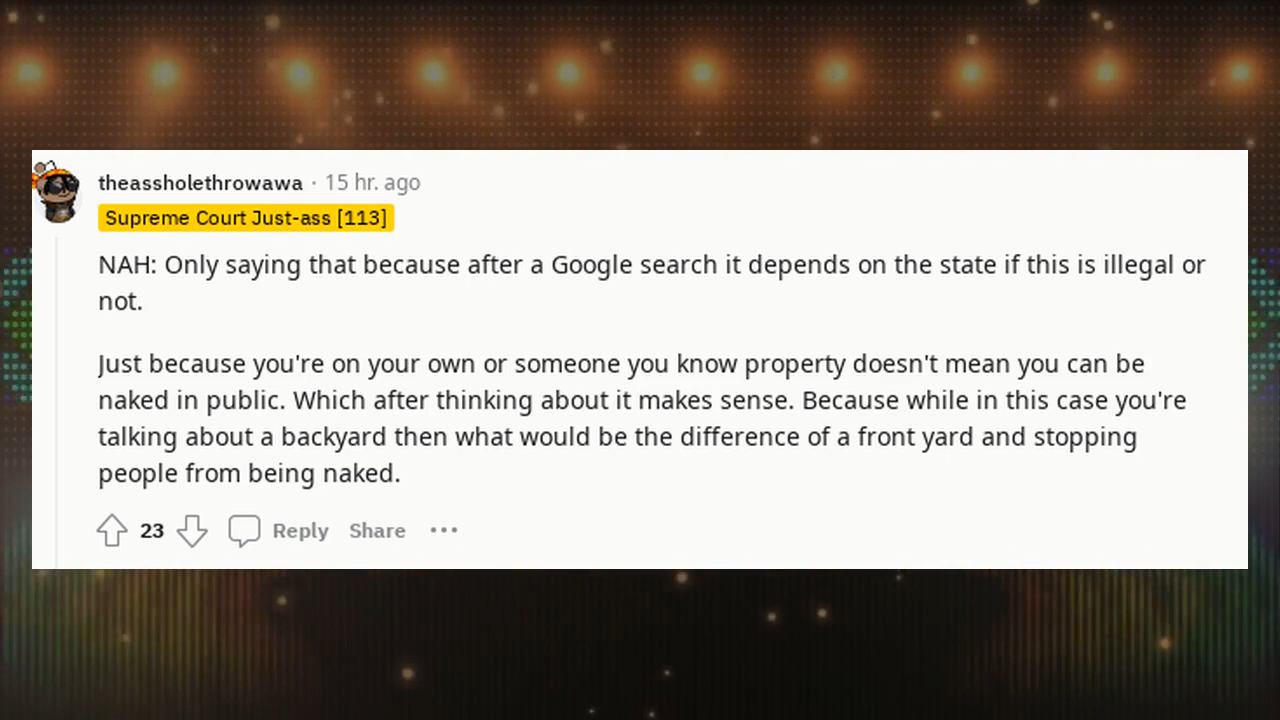 theassholethrowawa · 15 hr. ago
Supreme Court Just-ass [113]
NAH: Only saying that because after a Google search it depends on the state if this is illegal or
not.
Just because you're on your own or someone you know property doesn't mean you can be
naked in public. Which after thinking about it makes sense. Because while in this case you're
talking about a backyard then what would be the difference of a front yard and stopping
people from being naked.
23 Reply Share ···